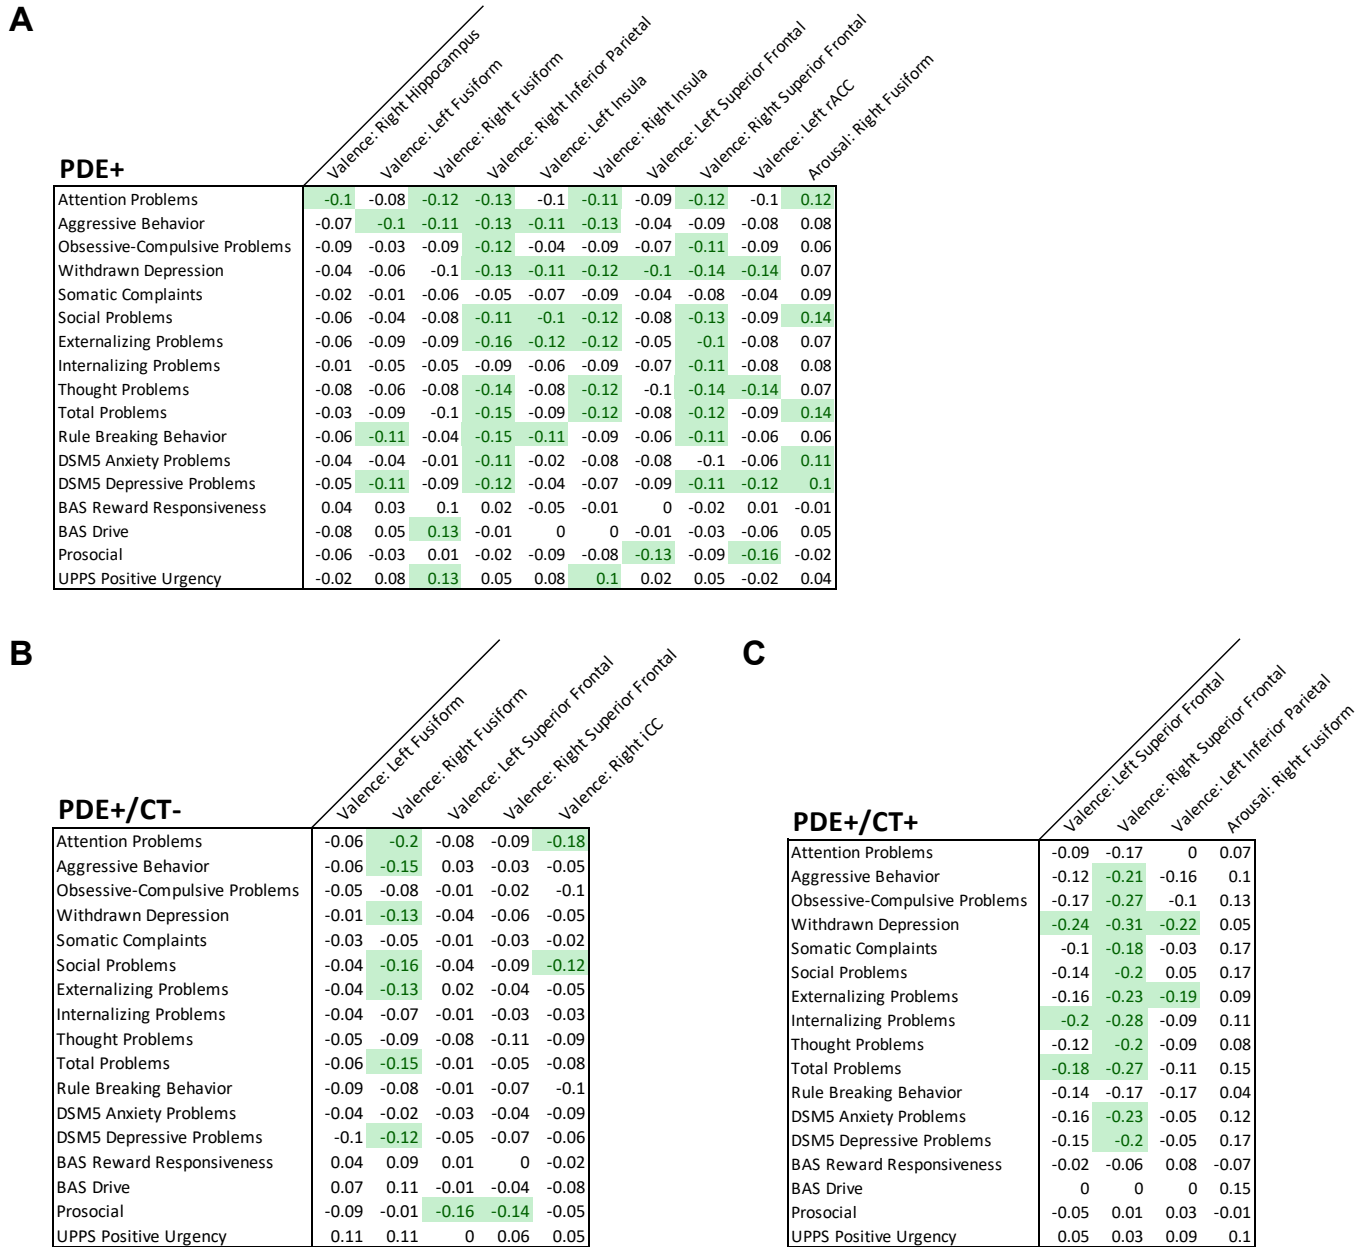 A
Valence: Right Hippocampus
Valence: Left Fusiform
Valence: Right Fusiform
Valence: Right Inferior Parietal
Valence: Left Insula
Valence: Right Insula
Valence: Left Superior Frontal
Valence: Right Superior Frontal
Valence: Left rACC
Arousal: Right Fusiform
PDE+
Attention Problems -0.1 -0.08 -0.12 -0.13 -0.1 -0.11 -0.09 -0.12 -0.1 0.12
Aggressive Behavior -0.07 -0.1 -0.11 -0.13 -0.11 -0.13 -0.04 -0.09 -0.08 0.08
Obsessive-Compulsive Problems -0.09 -0.03 -0.09 -0.12 -0.04 -0.09 -0.07 -0.11 -0.09 0.06
Withdrawn Depression -0.04 -0.06 -0.1 -0.13 -0.11 -0.12 -0.1 -0.14 -0.14 0.07
Somatic Complaints -0.02 -0.01 -0.06 -0.05 -0.07 -0.09 -0.04 -0.08 -0.04 0.09
Social Problems -0.06 -0.04 -0.08 -0.11 -0.1 -0.12 -0.08 -0.13 -0.09 0.14
Externalizing Problems -0.06 -0.09 -0.09 -0.16 -0.12 -0.12 -0.05 -0.1 -0.08 0.07
Internalizing Problems -0.01 -0.05 -0.05 -0.09 -0.06 -0.09 -0.07 -0.11 -0.08 0.08
Thought Problems -0.08 -0.06 -0.08 -0.14 -0.08 -0.12 -0.1 -0.14 -0.14 0.07
Total Problems -0.03 -0.09 -0.1 -0.15 -0.09 -0.12 -0.08 -0.12 -0.09 0.14
Rule Breaking Behavior -0.06 -0.11 -0.04 -0.15 -0.11 -0.09 -0.06 -0.11 -0.06 0.06
DSM5 Anxiety Problems -0.04 -0.04 -0.01 -0.11 -0.02 -0.08 -0.08 -0.1 -0.06 0.11
DSM5 Depressive Problems -0.05 -0.11 -0.09 -0.12 -0.04 -0.07 -0.09 -0.11 -0.12 0.1
BAS Reward Responsiveness 0.04 0.03 0.1 0.02 -0.05 -0.01 0 -0.02 0.01 -0.01
BAS Drive -0.08 0.05 0.13 -0.01 0 0 -0.01 -0.03 -0.06 0.05
Prosocial -0.06 -0.03 0.01 -0.02 -0.09 -0.08 -0.13 -0.09 -0.16 -0.02
UPPS Positive Urgency -0.02 0.08 0.13 0.05 0.08 0.1 0.02 0.05 -0.02 0.04
B
Valence: Left Fusiform
Valence: Right Fusiform
Valence: Left Superior Frontal
Valence: Right Superior Frontal
Valence: Right iCC
PDE+/CT-
Attention Problems -0.06 -0.2 -0.08 -0.09 -0.18
Aggressive Behavior -0.06 -0.15 0.03 -0.03 -0.05
Obsessive-Compulsive Problems -0.05 -0.08 -0.01 -0.02 -0.1
Withdrawn Depression -0.01 -0.13 -0.04 -0.06 -0.05
Somatic Complaints -0.03 -0.05 -0.01 -0.03 -0.02
Social Problems -0.04 -0.16 -0.04 -0.09 -0.12
Externalizing Problems -0.04 -0.13 0.02 -0.04 -0.05
Internalizing Problems -0.04 -0.07 -0.01 -0.03 -0.03
Thought Problems -0.05 -0.09 -0.08 -0.11 -0.09
Total Problems -0.06 -0.15 -0.01 -0.05 -0.08
Rule Breaking Behavior -0.09 -0.08 -0.01 -0.07 -0.1
DSM5 Anxiety Problems -0.04 -0.02 -0.03 -0.04 -0.09
DSM5 Depressive Problems -0.1 -0.12 -0.05 -0.07 -0.06
BAS Reward Responsiveness 0.04 0.09 0.01 0 -0.02
BAS Drive 0.07 0.11 -0.01 -0.04 -0.08
Prosocial -0.09 -0.01 -0.16 -0.14 -0.05
UPPS Positive Urgency 0.11 0.11 0 0.06 0.05
C
Valence: Left Superior Frontal
Valence: Right Superior Frontal
Valence: Left Inferior Parietal
Arousal: Right Fusiform
PDE+/CT+
Attention Problems -0.09 -0.17 0 0.07
Aggressive Behavior -0.12 -0.21 -0.16 0.1
Obsessive-Compulsive Problems -0.17 -0.27 -0.1 0.13
Withdrawn Depression -0.24 -0.31 -0.22 0.05
Somatic Complaints -0.1 -0.18 -0.03 0.17
Social Problems -0.14 -0.2 0.05 0.17
Externalizing Problems -0.16 -0.23 -0.19 0.09
Internalizing Problems -0.2 -0.28 -0.09 0.11
Thought Problems -0.12 -0.2 -0.09 0.08
Total Problems -0.18 -0.27 -0.11 0.15
Rule Breaking Behavior -0.14 -0.17 -0.17 0.04
DSM5 Anxiety Problems -0.16 -0.23 -0.05 0.12
DSM5 Depressive Problems -0.15 -0.2 -0.05 0.17
BAS Reward Responsiveness -0.02 -0.06 0.08 -0.07
BAS Drive 0 0 0 0.15
Prosocial -0.05 0.01 0.03 -0.01
UPPS Positive Urgency 0.05 0.03 0.09 0.1